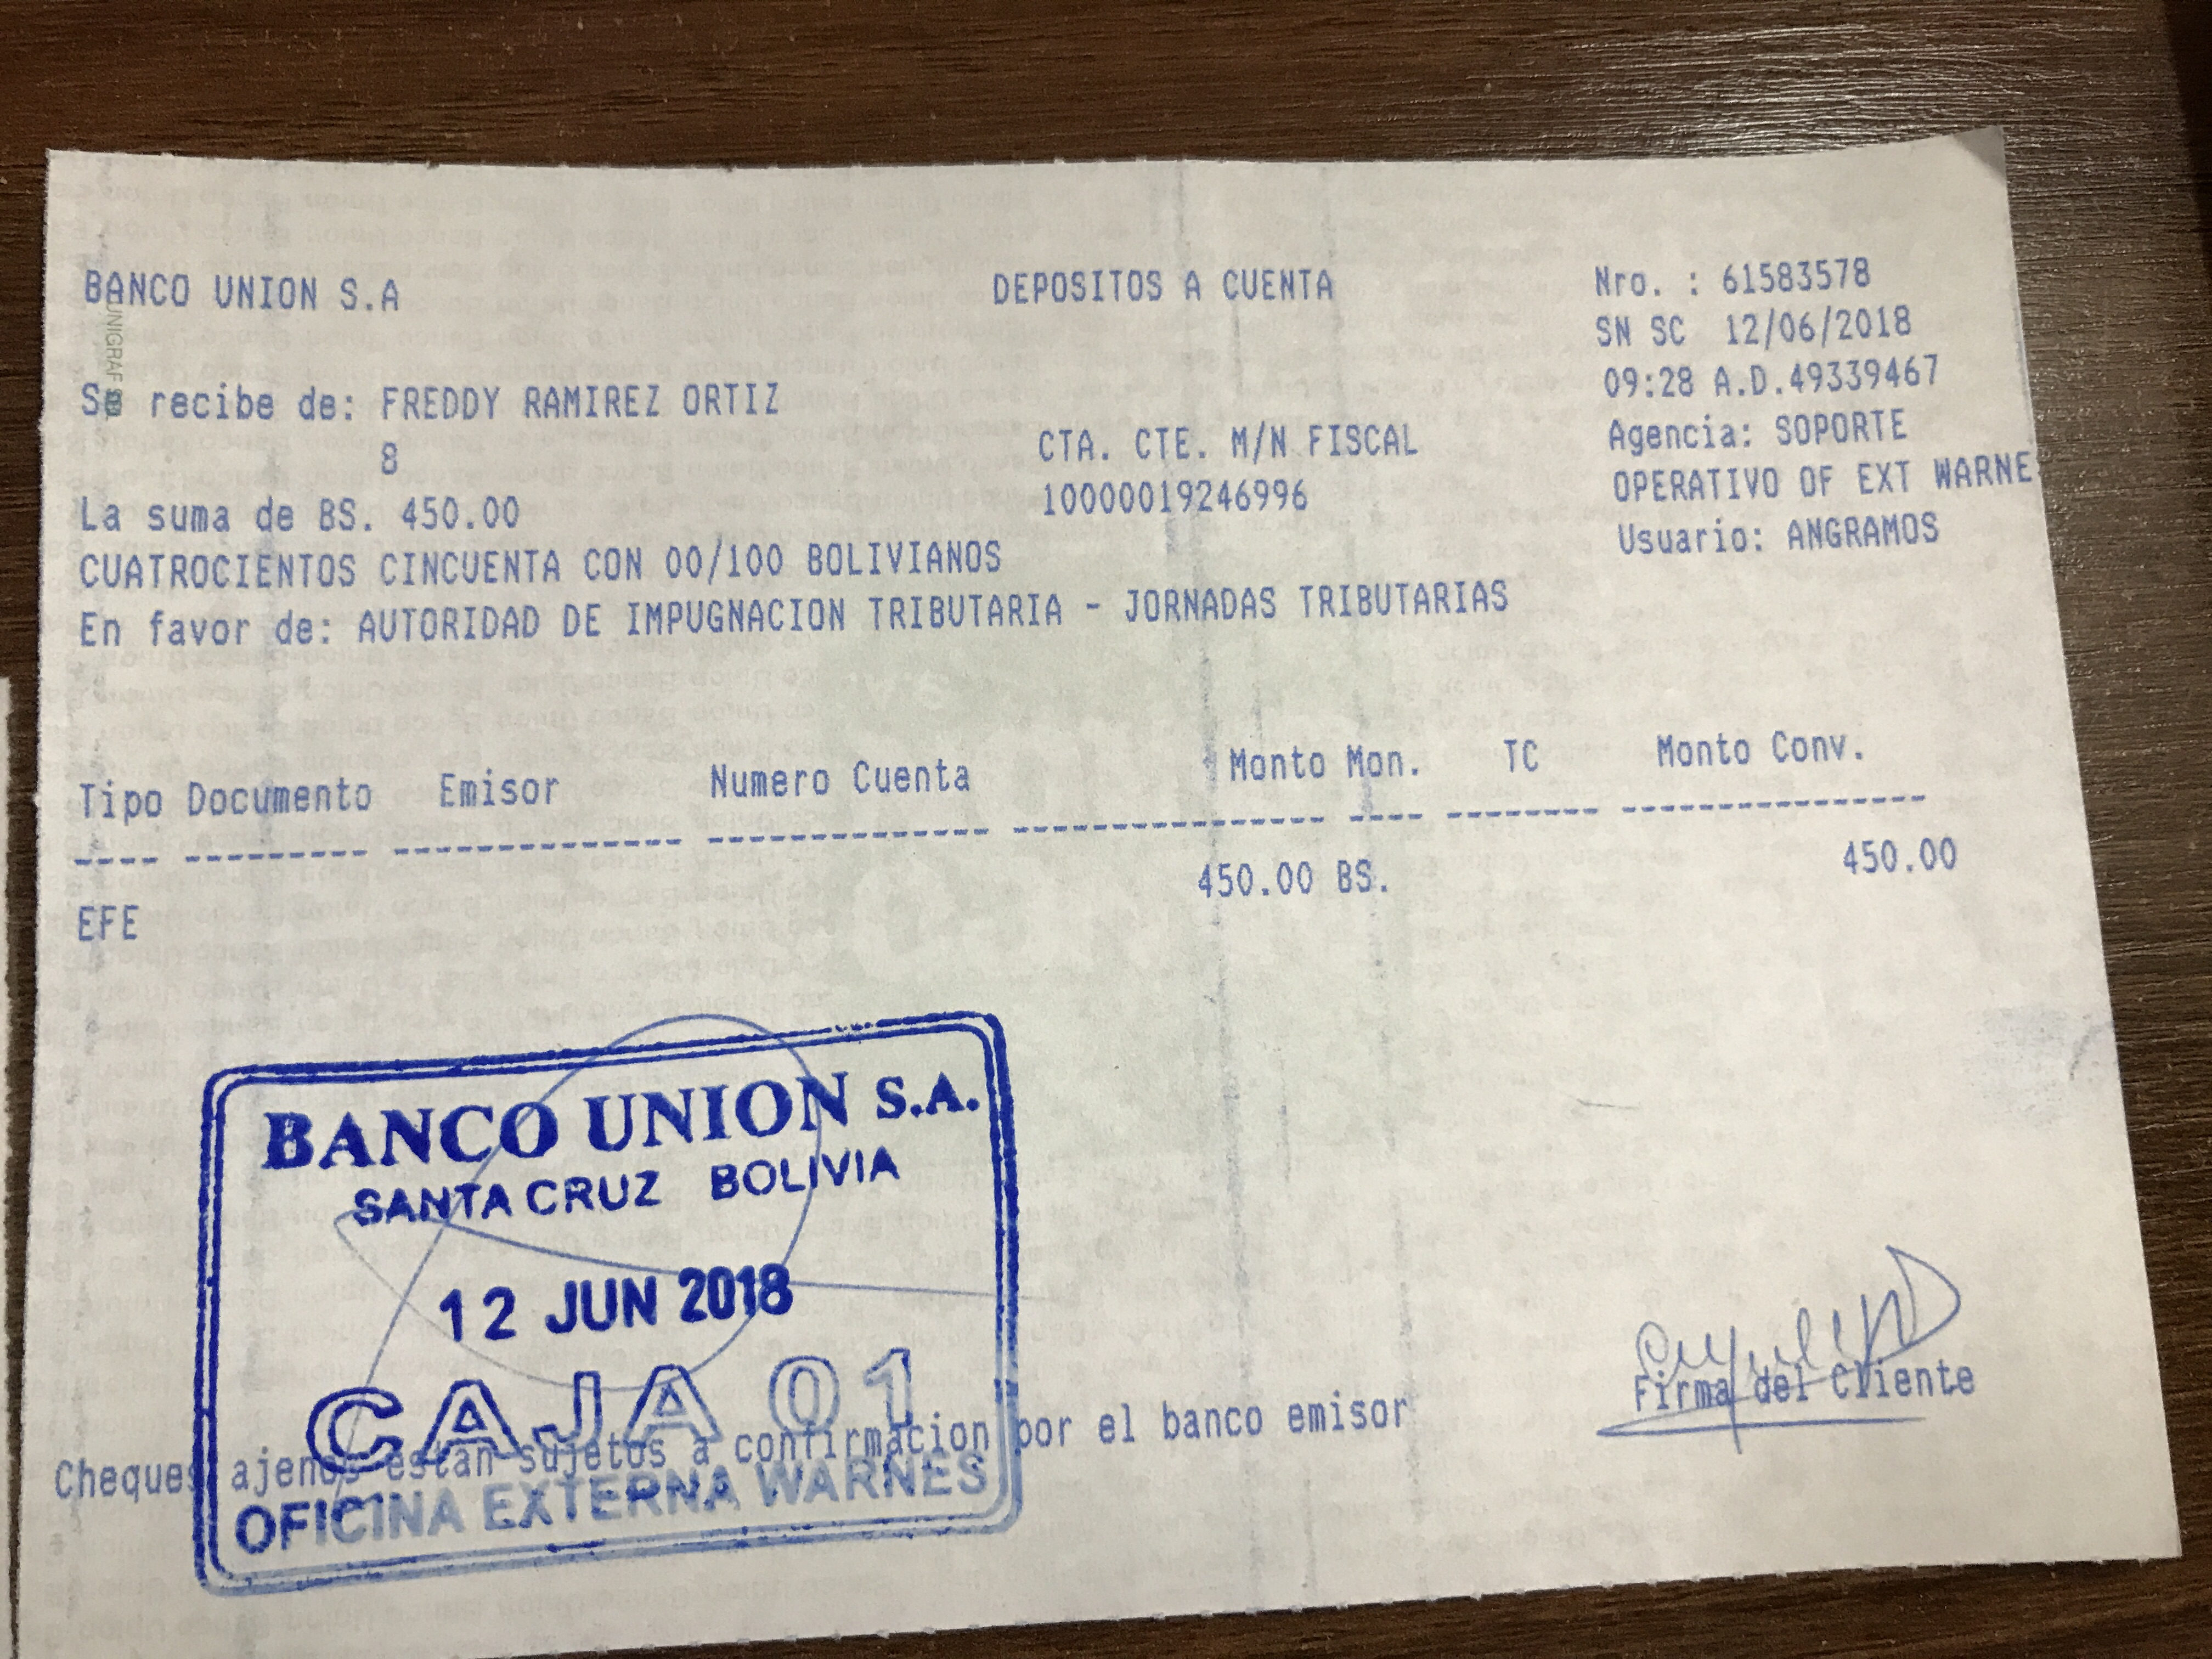 BANCO UNION S.A DEPOSITOS A CUENTA Nro. : 61583578
UNIGRAF
SN SC 12/06/2018
Se recibe de: FREDDY RAMIREZ ORTIZ 09:28 A.D.49339467
8 CTA. CTE. M/N FISCAL Agencia: SOPORTE
La suma de BS. 450.00 10000019246996 OPERATIVO OF EXT WARNE
CUATROCIENTOS CINCUENTA CON 00/100 BOLIVIANOS Usuario: ANGRAMOS
En favor de: AUTORIDAD DE IMPUGNACION TRIBUTARIA - JORNADAS TRIBUTARIAS
Tipo Documento Emisor Numero Cuenta Monto Mon. TC Monto Conv.
EFE 450.00 BS. 450.00
BANCO UNION S.A.
SANTA CRUZ BOLIVIA
12 JUN 2018
CAJA 01
OFICINA EXTERNA WARNES
Cheques ajenos estan sujetos a confirmacion por el banco emisor
Firma del Cliente